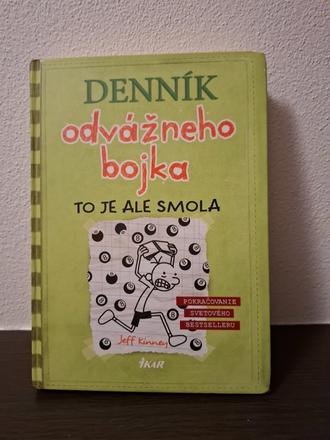 DENNÍK
odvážneho
bojka
TO JE ALE SMOLA
POKRAČOVANIE
SVETOVÉHO
BESTSELLERU
Jeff Kinney
IKAR